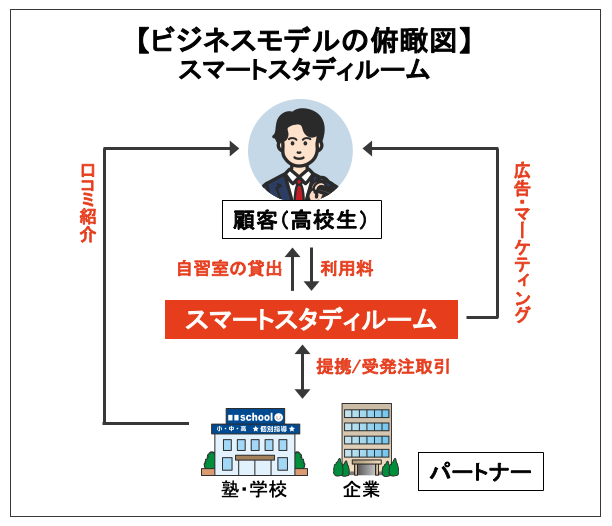 【ビジネスモデルの俯瞰図】
スマートスタディルーム
口コミ紹介
広告・マーケティング
顧客（高校生）
自習室の貸出
利用料
スマートスタディルーム
提携/受発注取引
school
小・中・高 ★個別指導★
塾・学校
企業
パートナー